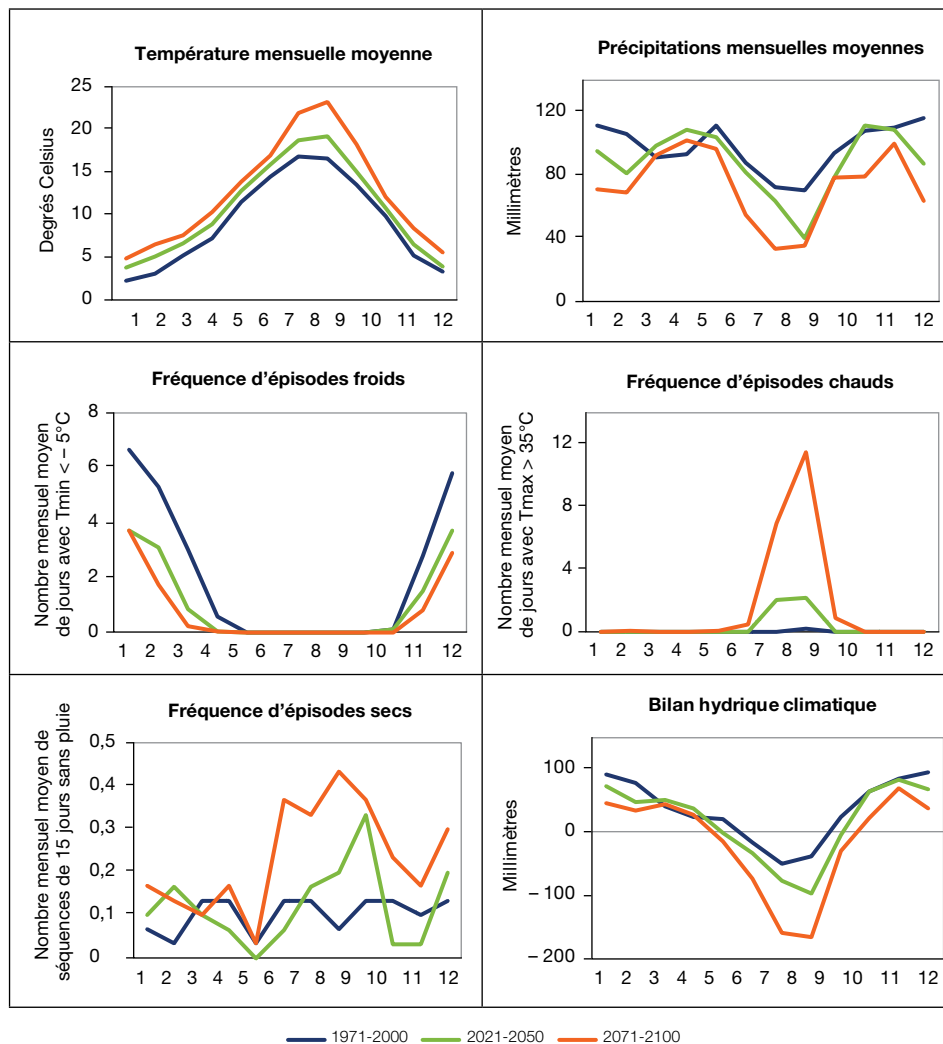 Température mensuelle moyenne
Degrés Celsius
25
20
15
10
5
0
1 2 3 4 5 6 7 8 9 10 11 12
Précipitations mensuelles moyennes
Millimètres
120
80
40
0
1 2 3 4 5 6 7 8 9 10 11 12
Fréquence d'épisodes froids
Nombre mensuel moyen
de jours avec Tmin < – 5°C
8
6
4
2
0
1 2 3 4 5 6 7 8 9 10 11 12
Fréquence d'épisodes chauds
Nombre mensuel moyen
de jours avec Tmax > 35°C
12
8
4
0
1 2 3 4 5 6 7 8 9 10 11 12
Fréquence d'épisodes secs
Nombre mensuel moyen de
séquences de 15 jours sans pluie
0,5
0,4
0,3
0,2
0,1
0
1 2 3 4 5 6 7 8 9 10 11 12
Bilan hydrique climatique
Millimètres
100
0
– 100
– 200
1 2 3 4 5 6 7 8 9 10 11 12
1971-2000 2021-2050 2071-2100